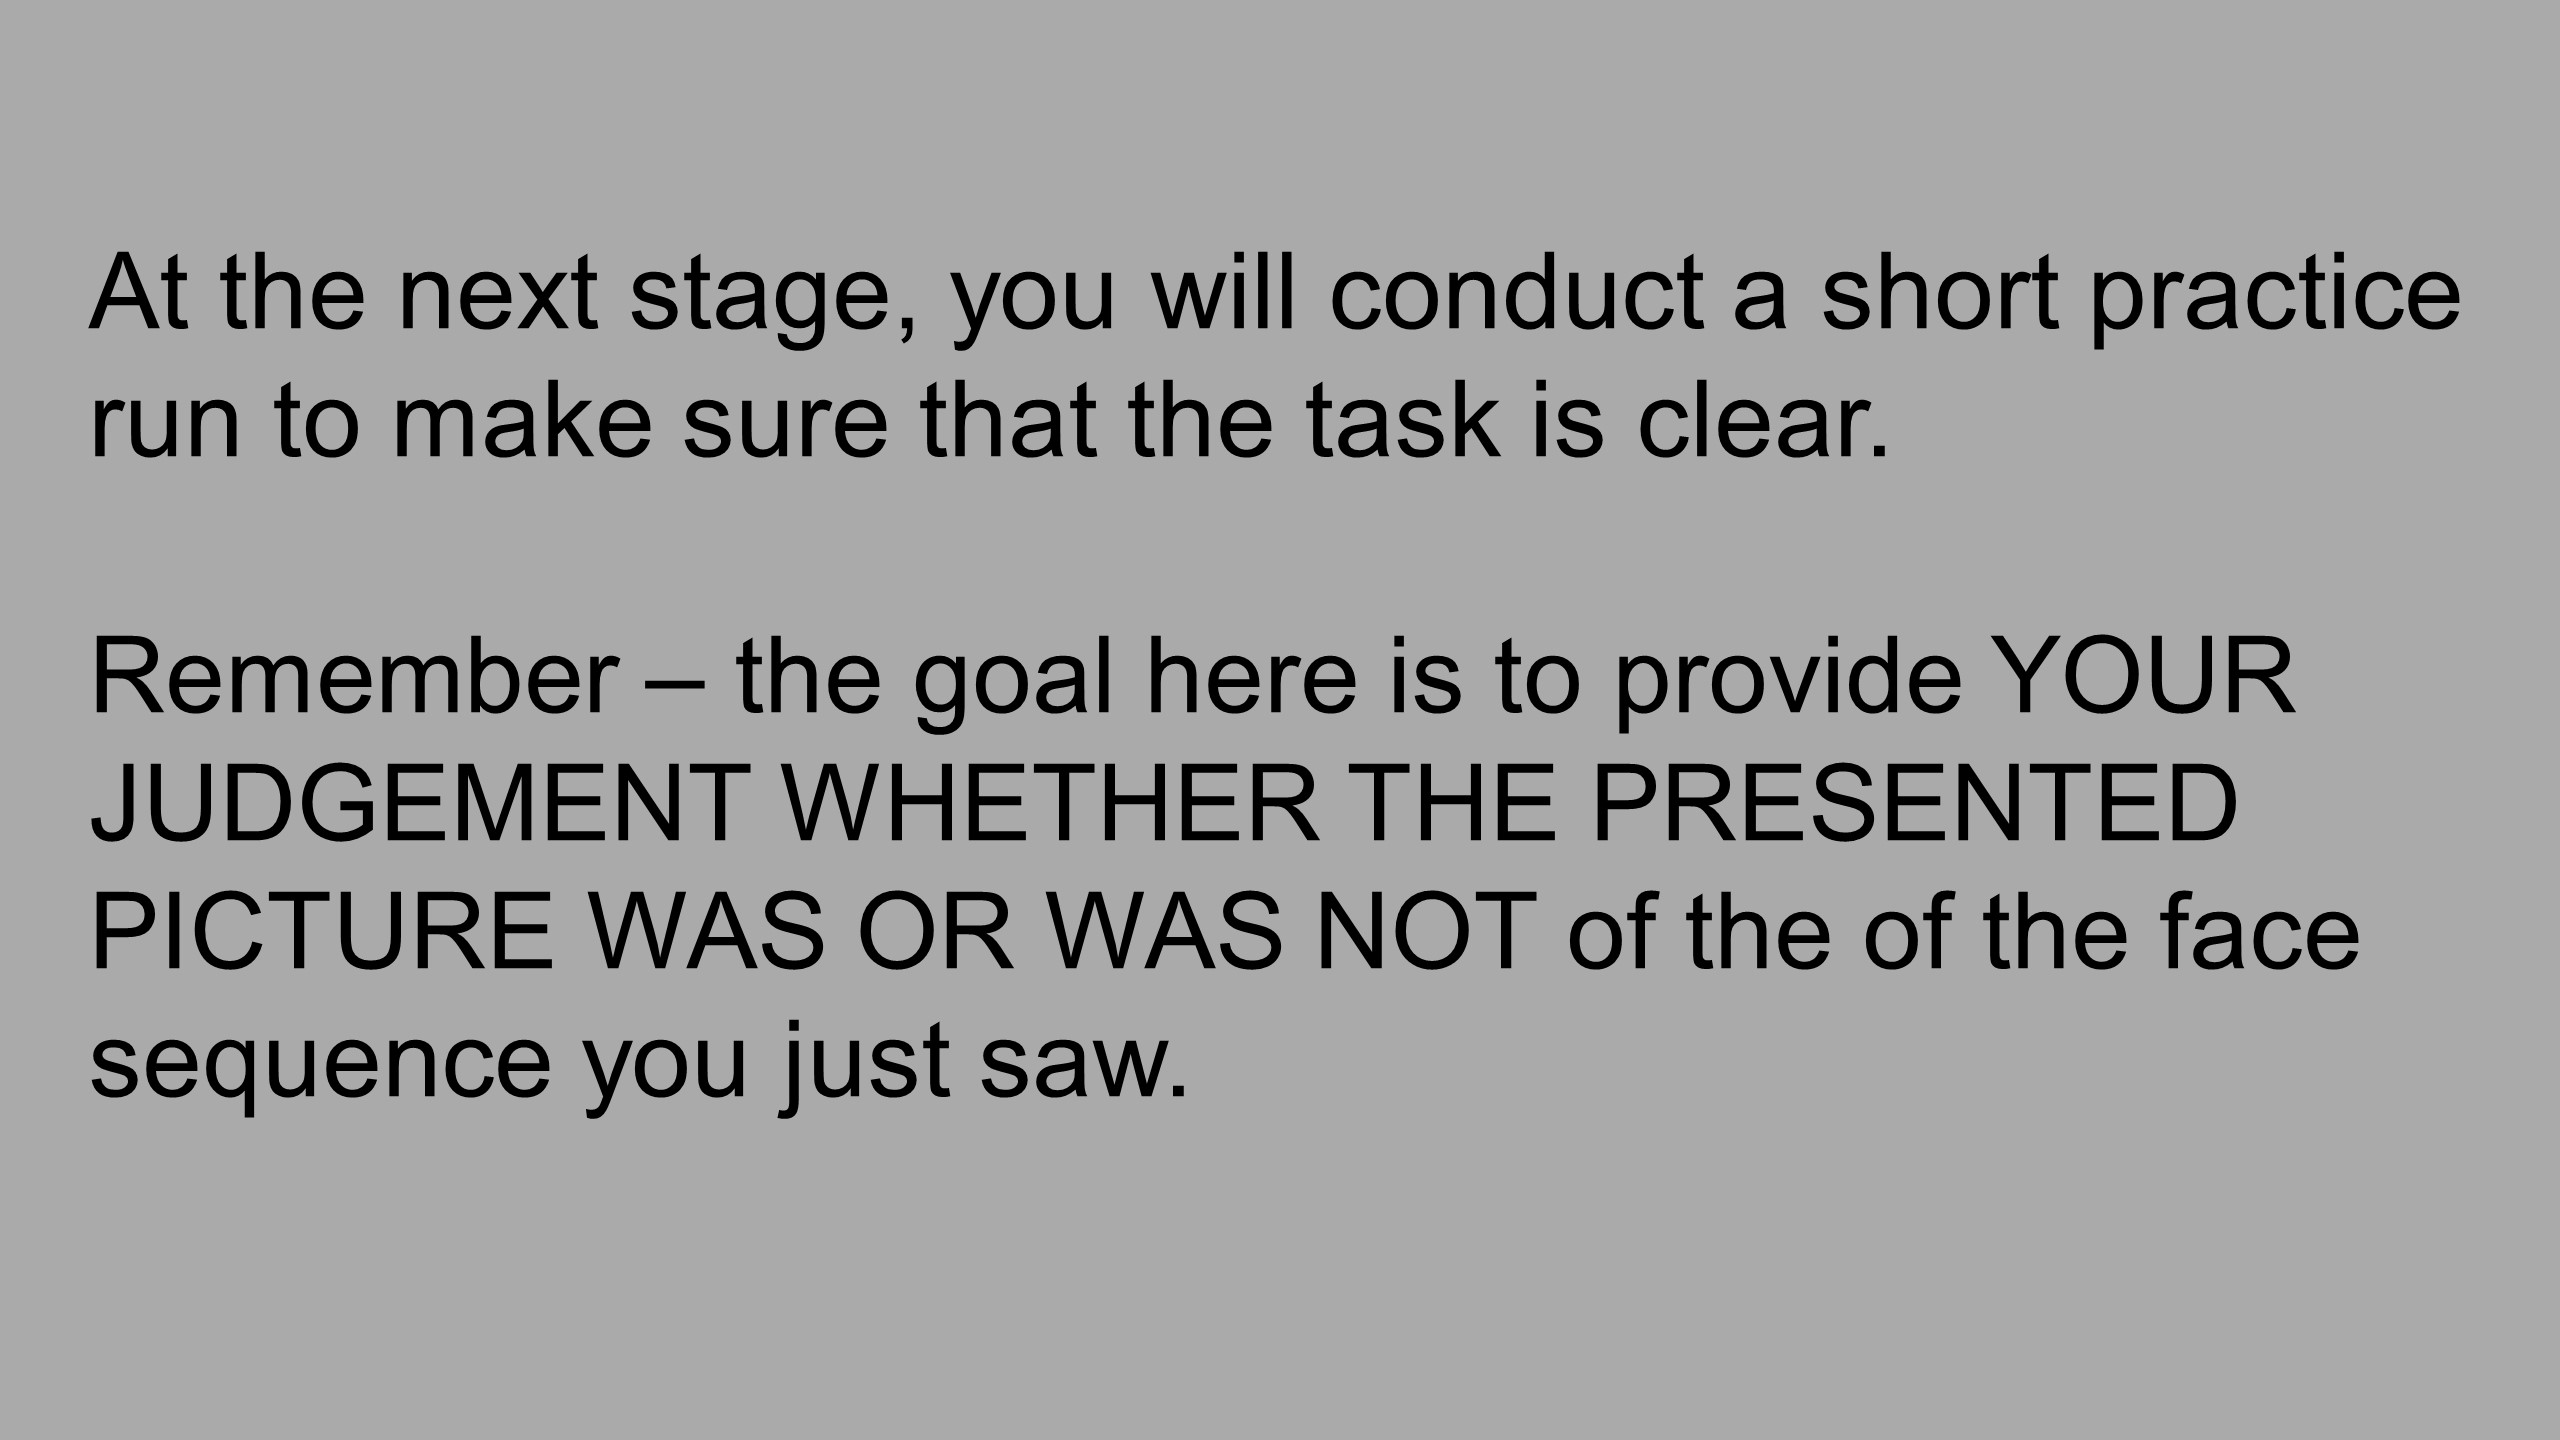 At the next stage, you will conduct a short practice
run to make sure that the task is clear.
Remember – the goal here is to provide YOUR
JUDGEMENT WHETHER THE PRESENTED
PICTURE WAS OR WAS NOT of the of the face
sequence you just saw.